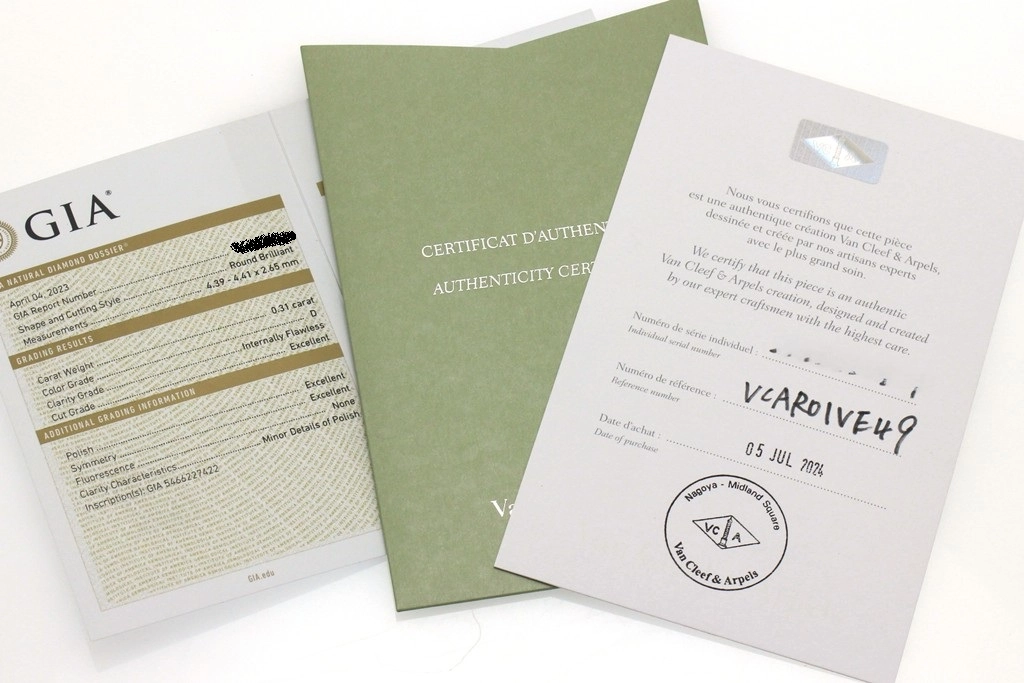 GIA®
GIA NATURAL DIAMOND DOSSIER®
April 04, 2023
GIA Report Number
Shape and Cutting Style Round Brilliant
Measurements 4.39 - 4.41 x 2.65 mm
GRADING RESULTS
Carat Weight 0.31 carat
Color Grade D
Clarity Grade Internally Flawless
Cut Grade Excellent
ADDITIONAL GRADING INFORMATION
Polish Excellent
Symmetry Excellent
Fluorescence None
Clarity Characteristics Minor Details of Polish
Inscription(s): GIA 5466227422
GIA.edu
CERTIFICAT D'AUTHEN
AUTHENTICITY CERT
Va
Nous vous certifions que cette pièce
est une authentique création Van Cleef & Arpels,
dessinée et créée par nos artisans experts
avec le plus grand soin.
We certify that this piece is an authentic
Van Cleef & Arpels creation, designed and created
by our expert craftsmen with the highest care.
Numéro de série individuel :
Individual serial number
Numéro de référence : VCARO1VE49
Reference number
Date d'achat : 05 JUL 2024
Date of purchase
Nagoya - Midland Square
VC A
Van Cleef & Arpels